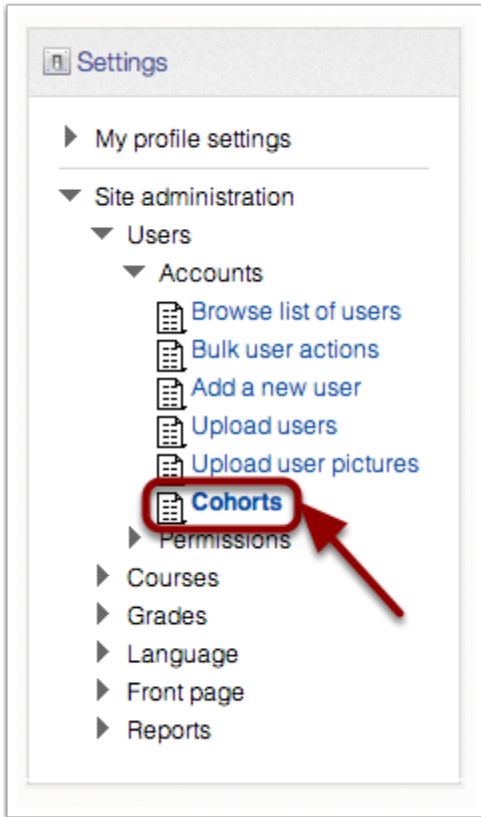 Settings
My profile settings
Site administration
Users
Accounts
Browse list of users
Bulk user actions
Add a new user
Upload users
Upload user pictures
Cohorts
Permissions
Courses
Grades
Language
Front page
Reports